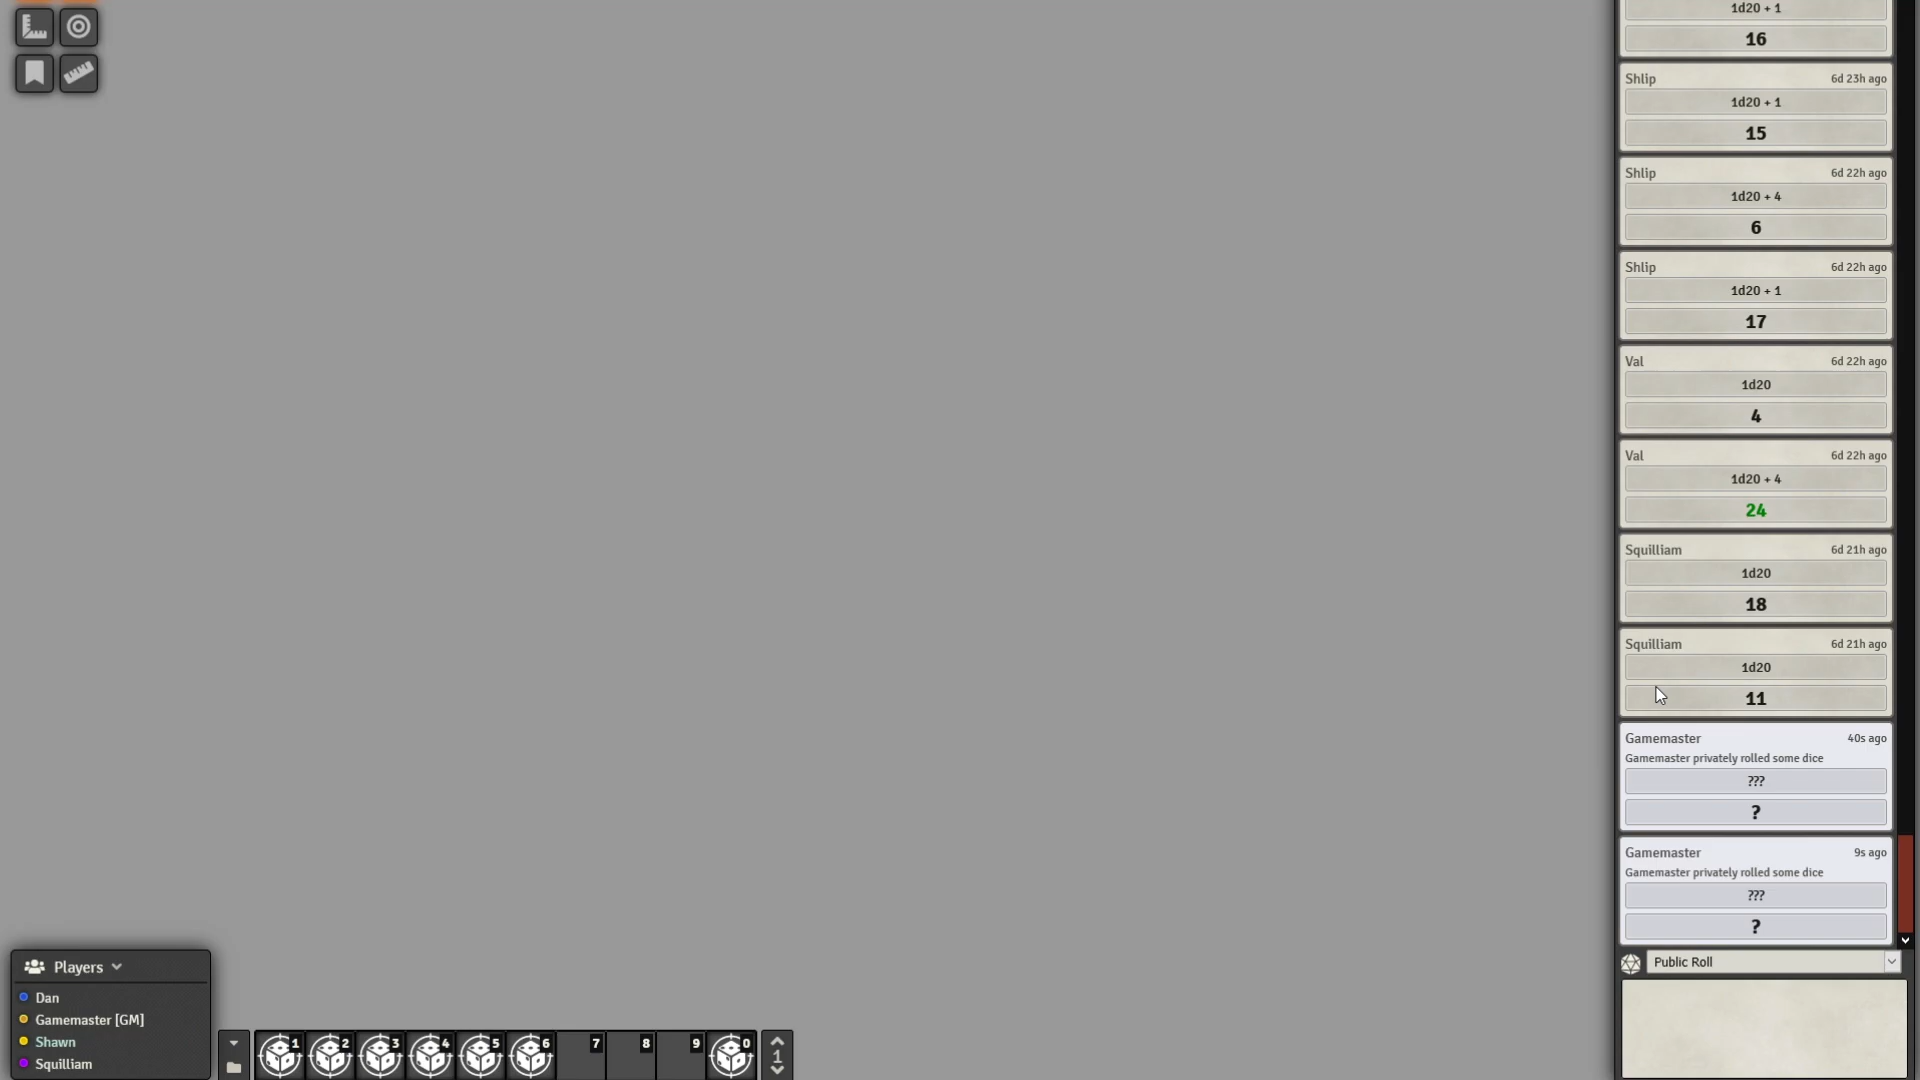 1d20 + 1
16
Shlip 6d 23h ago
1d20 + 1
15
Shlip 6d 22h ago
1d20 + 4
6
Shlip 6d 22h ago
1d20 + 1
17
Val 6d 22h ago
1d20
4
Val 6d 22h ago
1d20 + 4
24
Squilliam 6d 21h ago
1d20
18
Squilliam 6d 21h ago
1d20
11
Gamemaster 40s ago
Gamemaster privately rolled some dice
???
?
Gamemaster 9s ago
Gamemaster privately rolled some dice
???
?
Public Roll
Players
Dan
Gamemaster [GM]
Shawn
Squilliam
1 2 3 4 5 6 7 8 9 0
1